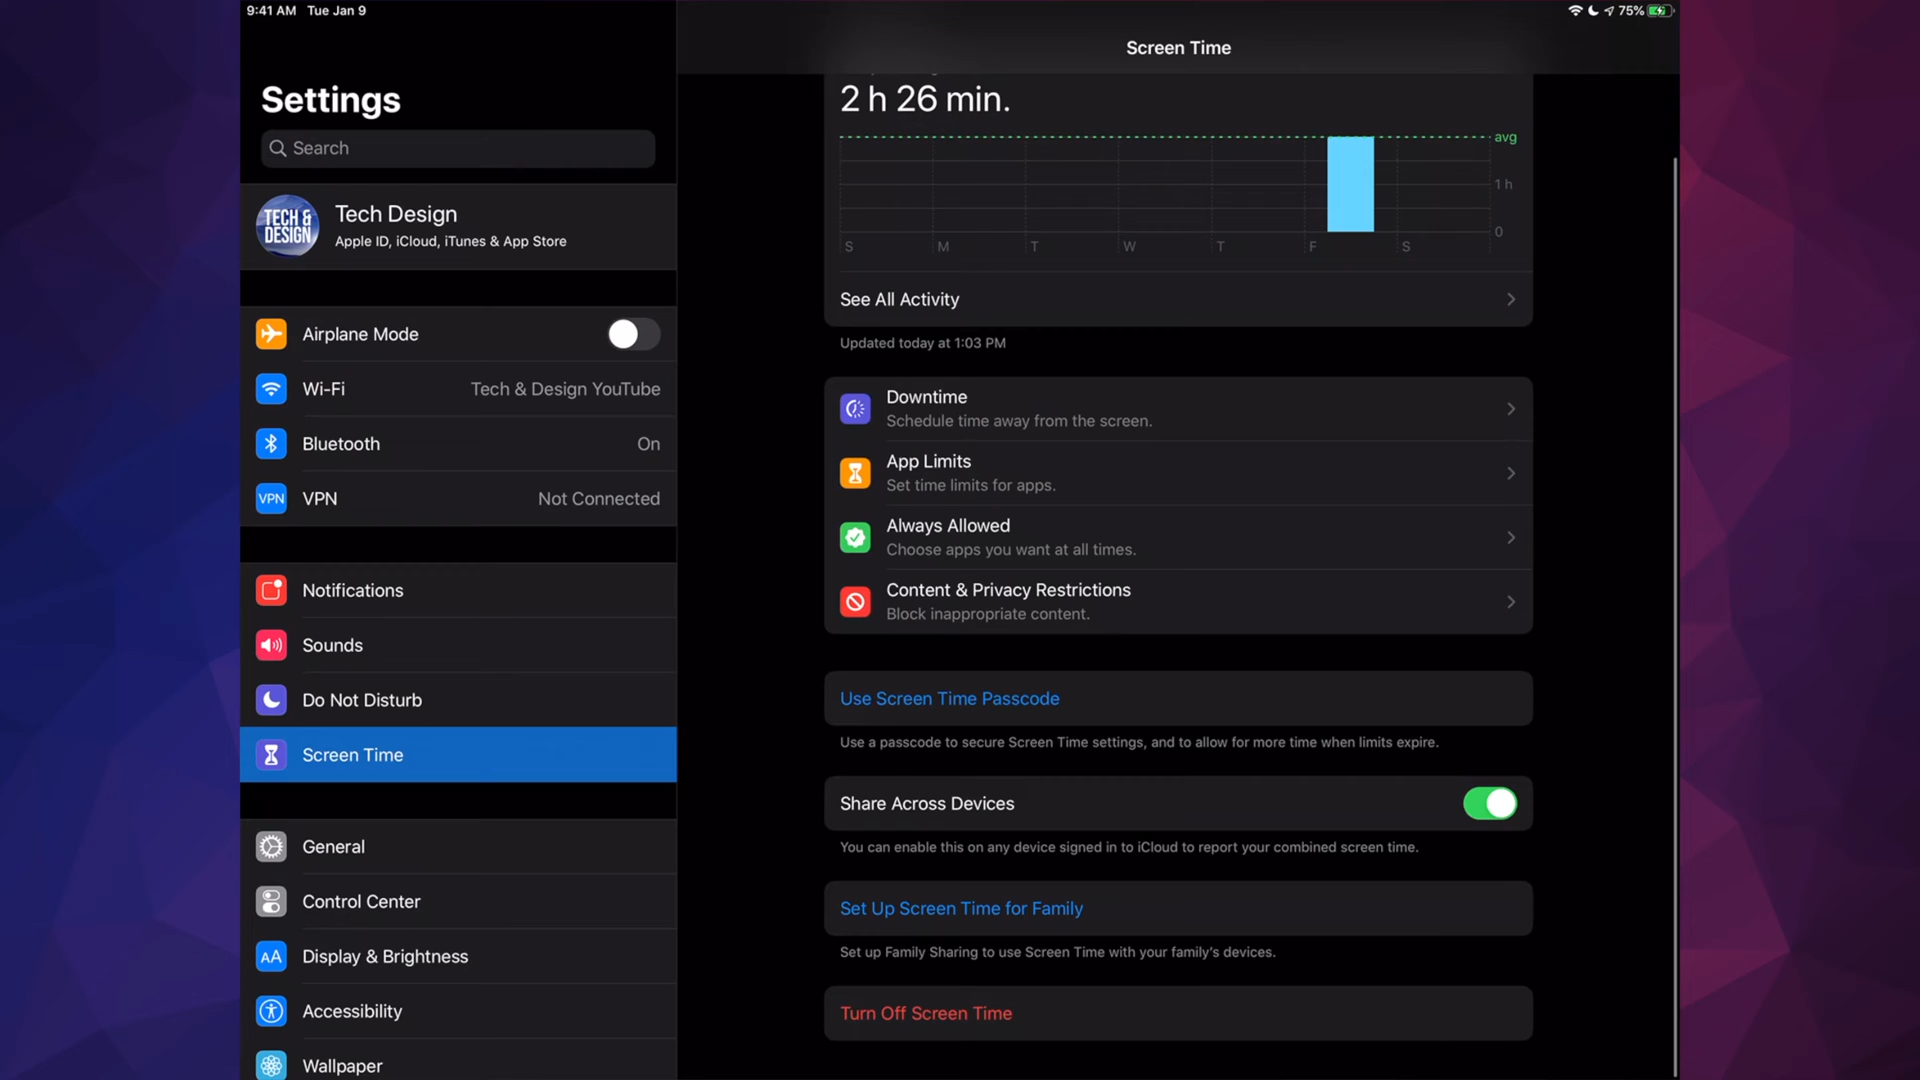 9:41 AM Tue Jan 9
75%
Settings
Search
TECH &
DESIGN
Tech Design
Apple ID, iCloud, iTunes & App Store
Airplane Mode
Wi-Fi Tech & Design YouTube
Bluetooth On
VPN VPN Not Connected
Notifications
Sounds
Do Not Disturb
Screen Time
General
Control Center
AA Display & Brightness
Accessibility
Wallpaper
Screen Time
2 h 26 min.
avg
1 h
0
S M T W T F S
See All Activity
Updated today at 1:03 PM
Downtime
Schedule time away from the screen.
App Limits
Set time limits for apps.
Always Allowed
Choose apps you want at all times.
Content & Privacy Restrictions
Block inappropriate content.
Use Screen Time Passcode
Use a passcode to secure Screen Time settings, and to allow for more time when limits expire.
Share Across Devices
You can enable this on any device signed in to iCloud to report your combined screen time.
Set Up Screen Time for Family
Set up Family Sharing to use Screen Time with your family's devices.
Turn Off Screen Time